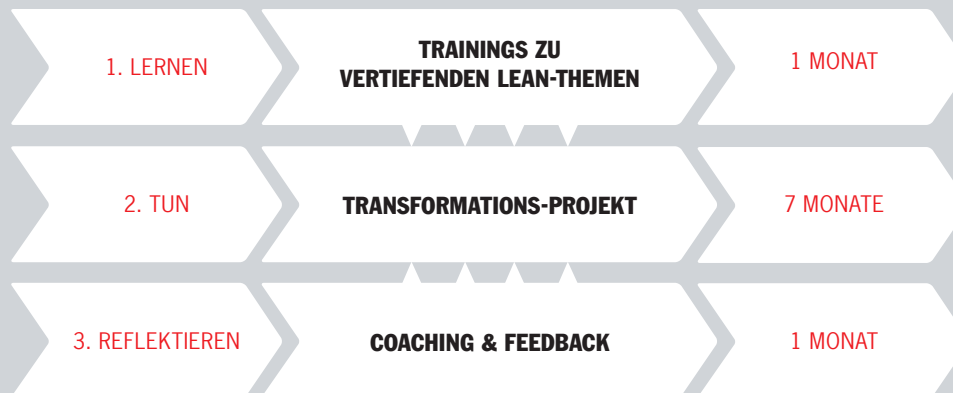 1. LERNEN
TRAININGS ZU
VERTIEFENDEN LEAN-THEMEN
1 MONAT
2. TUN
TRANSFORMATIONS-PROJEKT
7 MONATE
3. REFLEKTIEREN
COACHING & FEEDBACK
1 MONAT